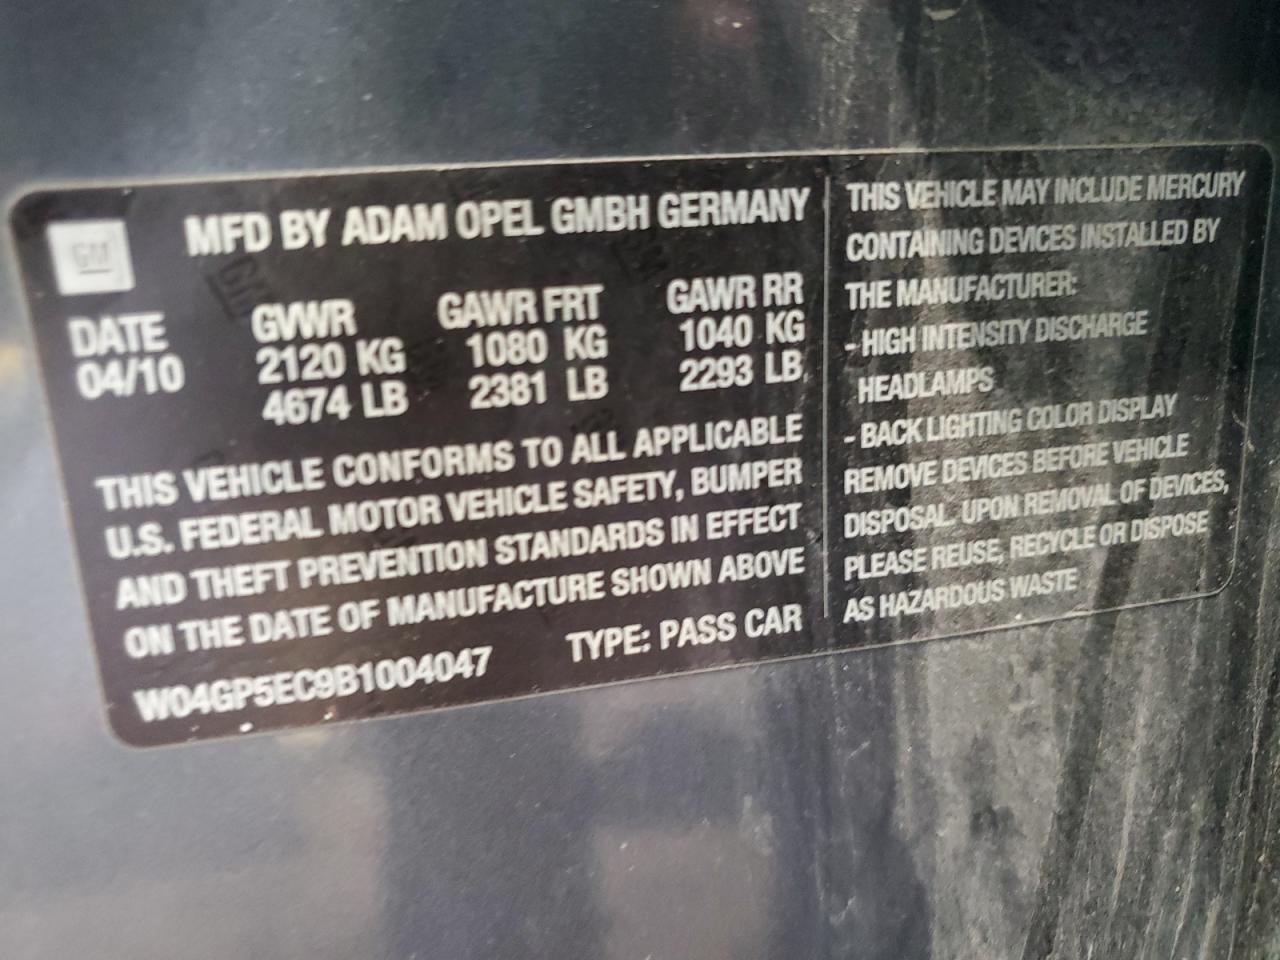 GM
MFD BY ADAM OPEL GMBH GERMANY
DATE GVWR GAWR FRT GAWR RR
04/10 2120 KG 1080 KG 1040 KG
4674 LB 2381 LB 2293 LB
THIS VEHICLE CONFORMS TO ALL APPLICABLE
U.S. FEDERAL MOTOR VEHICLE SAFETY, BUMPER
AND THEFT PREVENTION STANDARDS IN EFFECT
ON THE DATE OF MANUFACTURE SHOWN ABOVE
W04GP5EC9B1004047 TYPE: PASS CAR
THIS VEHICLE MAY INCLUDE MERCURY
CONTAINING DEVICES INSTALLED BY
THE MANUFACTURER:
- HIGH INTENSITY DISCHARGE
HEADLAMPS
- BACK LIGHTING COLOR DISPLAY
REMOVE DEVICES BEFORE VEHICLE
DISPOSAL. UPON REMOVAL OF DEVICES,
PLEASE REUSE, RECYCLE OR DISPOSE
AS HAZARDOUS WASTE